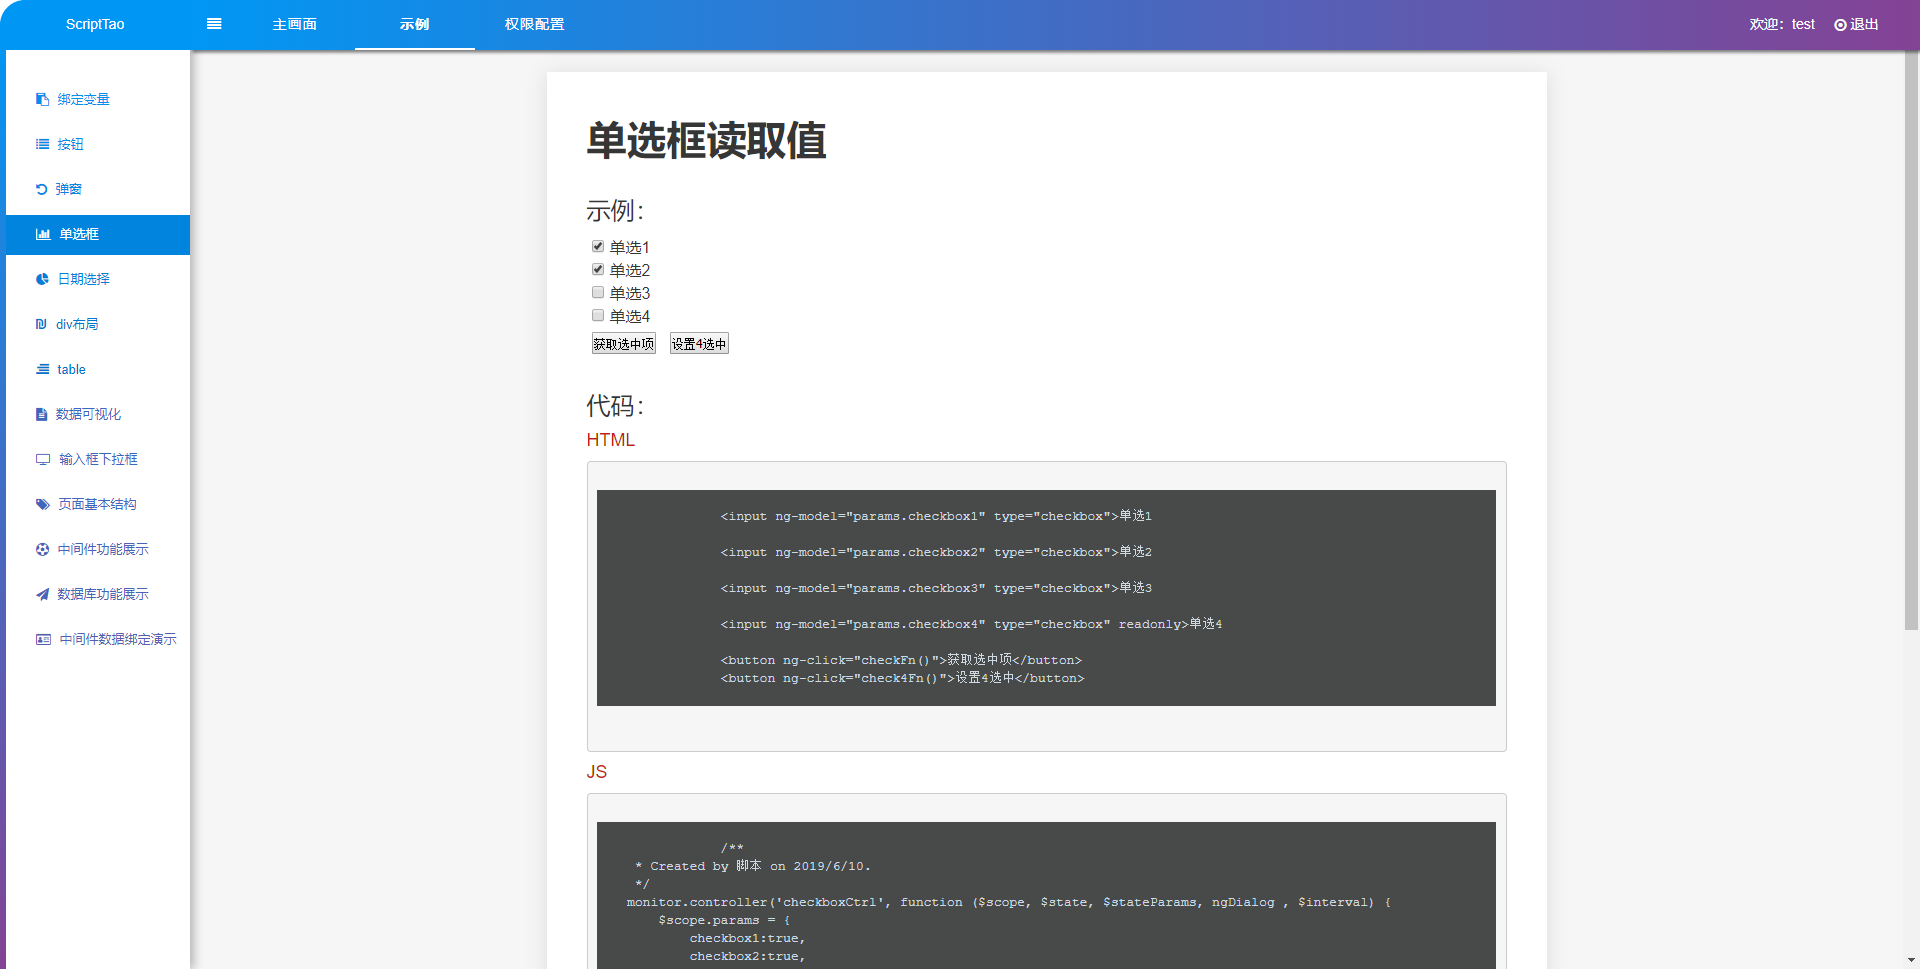 ScriptTao
主画面
示例
权限配置
欢迎：test
退出
绑定变量
按钮
弹窗
单选框
日期选择
div布局
table
数据可视化
输入框下拉框
页面基本结构
中间件功能展示
数据库功能展示
中间件数据绑定演示
单选框读取值
示例：
单选1
单选2
单选3
单选4
获取选中项 设置4选中
代码：
HTML
<input ng-model="params.checkbox1" type="checkbox">单选1
<input ng-model="params.checkbox2" type="checkbox">单选2
<input ng-model="params.checkbox3" type="checkbox">单选3
<input ng-model="params.checkbox4" type="checkbox" readonly>单选4
<button ng-click="checkFn()">获取选中项</button>
<button ng-click="check4Fn()">设置4选中</button>
JS
/**
* Created by 脚本 on 2019/6/10.
*/
monitor.controller('checkboxCtrl', function ($scope, $state, $stateParams, ngDialog , $interval) {
$scope.params = {
checkbox1:true,
checkbox2:true,